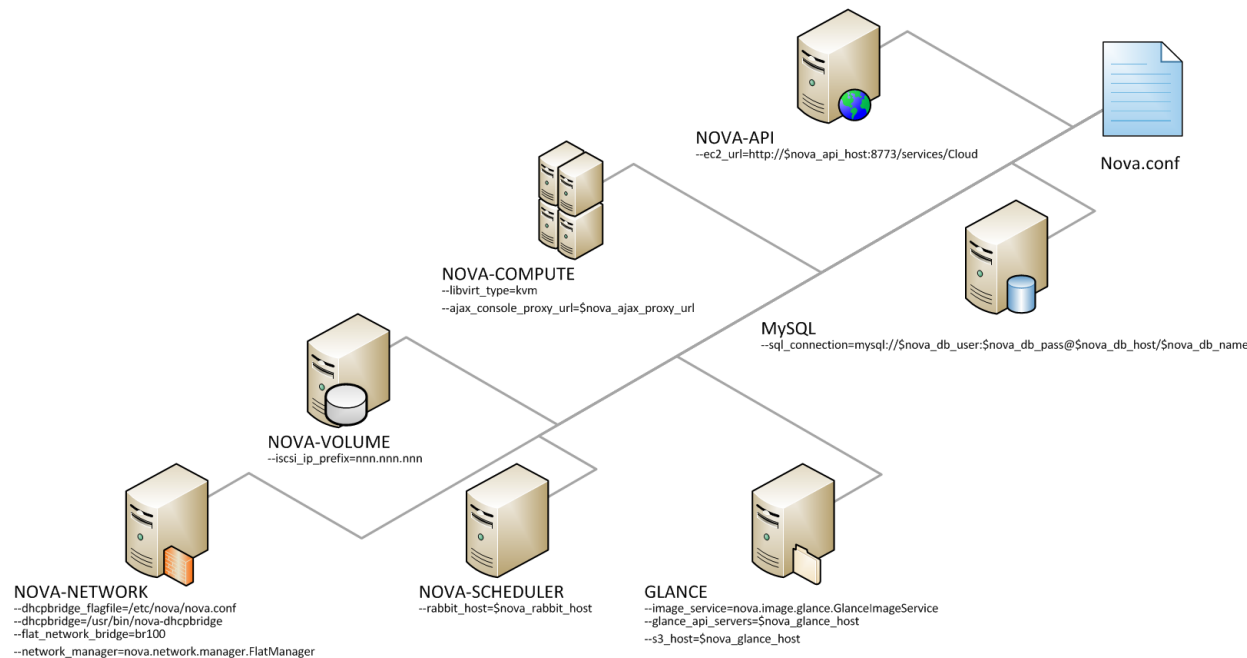 NOVA-API
--ec2_url=http://$nova_api_host:8773/services/Cloud
Nova.conf
NOVA-COMPUTE
--libvirt_type=kvm
--ajax_console_proxy_url=$nova_ajax_proxy_url
MySQL
--sql_connection=mysql://$nova_db_user:$nova_db_pass@$nova_db_host/$nova_db_name
NOVA-VOLUME
--iscsi_ip_prefix=nnn.nnn.nnn
NOVA-NETWORK
--dhcpbridge_flagfile=/etc/nova/nova.conf
--dhcpbridge=/usr/bin/nova-dhcpbridge
--flat_network_bridge=br100
--network_manager=nova.network.manager.FlatManager
NOVA-SCHEDULER
--rabbit_host=$nova_rabbit_host
GLANCE
--image_service=nova.image.glance.GlanceImageService
--glance_api_servers=$nova_glance_host
--s3_host=$nova_glance_host